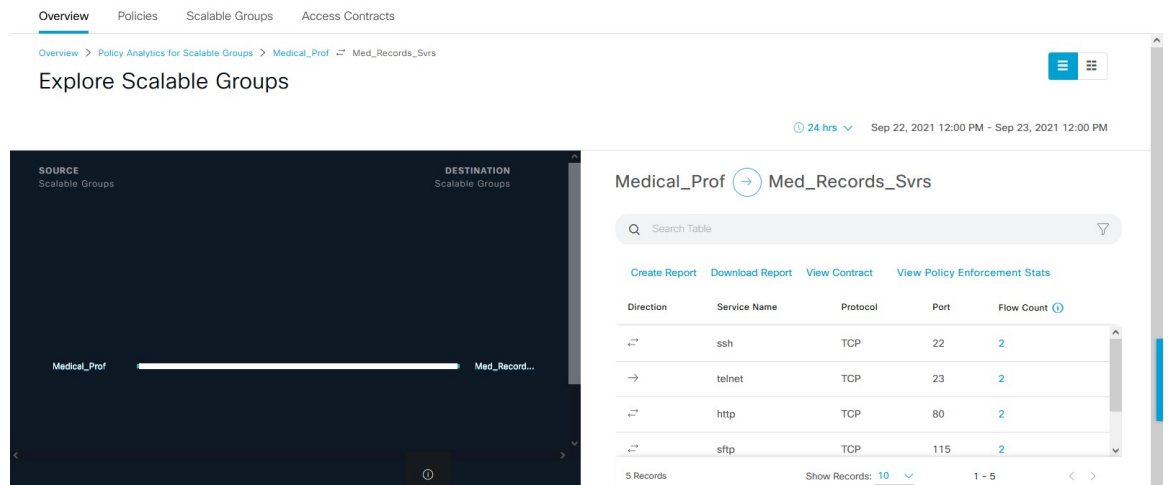 Overview Policies Scalable Groups Access Contracts
Overview > Policy Analytics for Scalable Groups > Medical_Prof ⇄ Med_Records_Svrs
Explore Scalable Groups
24 hrs Sep 22, 2021 12:00 PM - Sep 23, 2021 12:00 PM
SOURCE
Scalable Groups
DESTINATION
Scalable Groups
Medical_Prof Med_Record...
Medical_Prof → Med_Records_Svrs
Search Table
Create Report Download Report View Contract View Policy Enforcement Stats
Direction Service Name Protocol Port Flow Count
⇄ ssh TCP 22 2
→ telnet TCP 23 2
⇄ http TCP 80 2
⇄ sftp TCP 115 2
5 Records Show Records: 10 1 - 5 < >